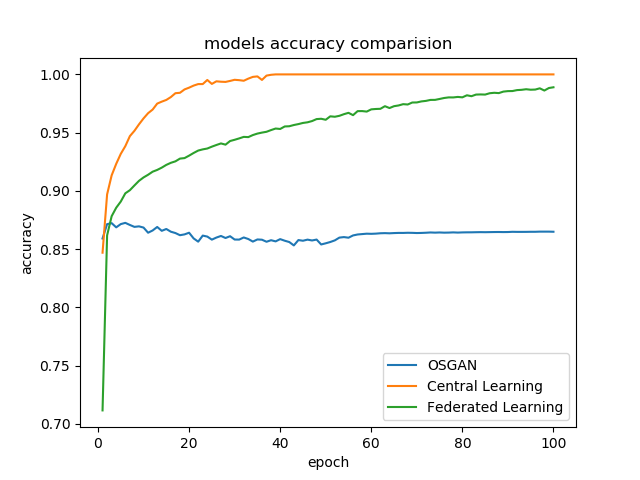 models accuracy comparision
accuracy
1.00
0.95
0.90
0.85
0.80
0.75
0.70
0
20
40
60
80
100
epoch
OSGAN
Central Learning
Federated Learning